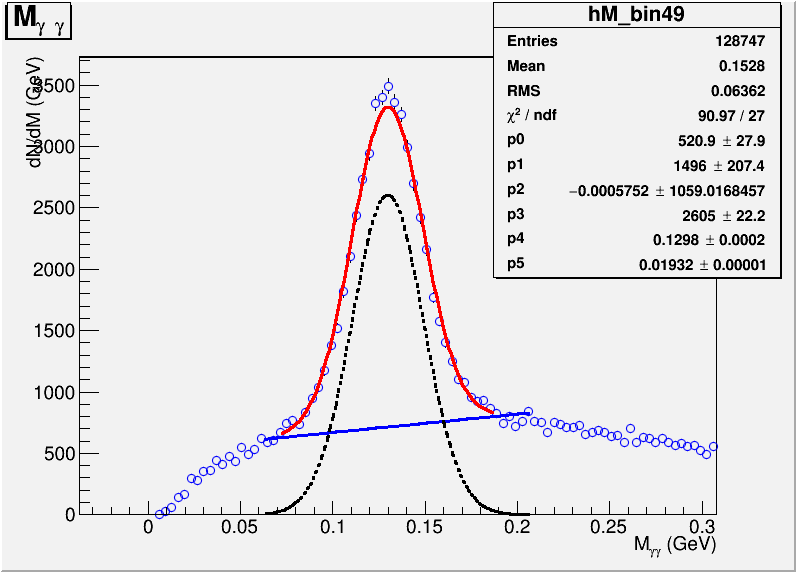 M_γ γ
hM_bin49
Entries 128747
Mean 0.1528
RMS 0.06362
χ² / ndf 90.97 / 27
p0 520.9 ± 27.9
p1 1496 ± 207.4
p2 −0.0005752 ± 1059.0168457
p3 2605 ± 22.2
p4 0.1298 ± 0.0002
p5 0.01932 ± 0.00001
dN/dM (GeV)
3500
3000
2500
2000
1500
1000
500
0
0 0.05 0.1 0.15 0.2 0.25 0.3
M_γγ (GeV)